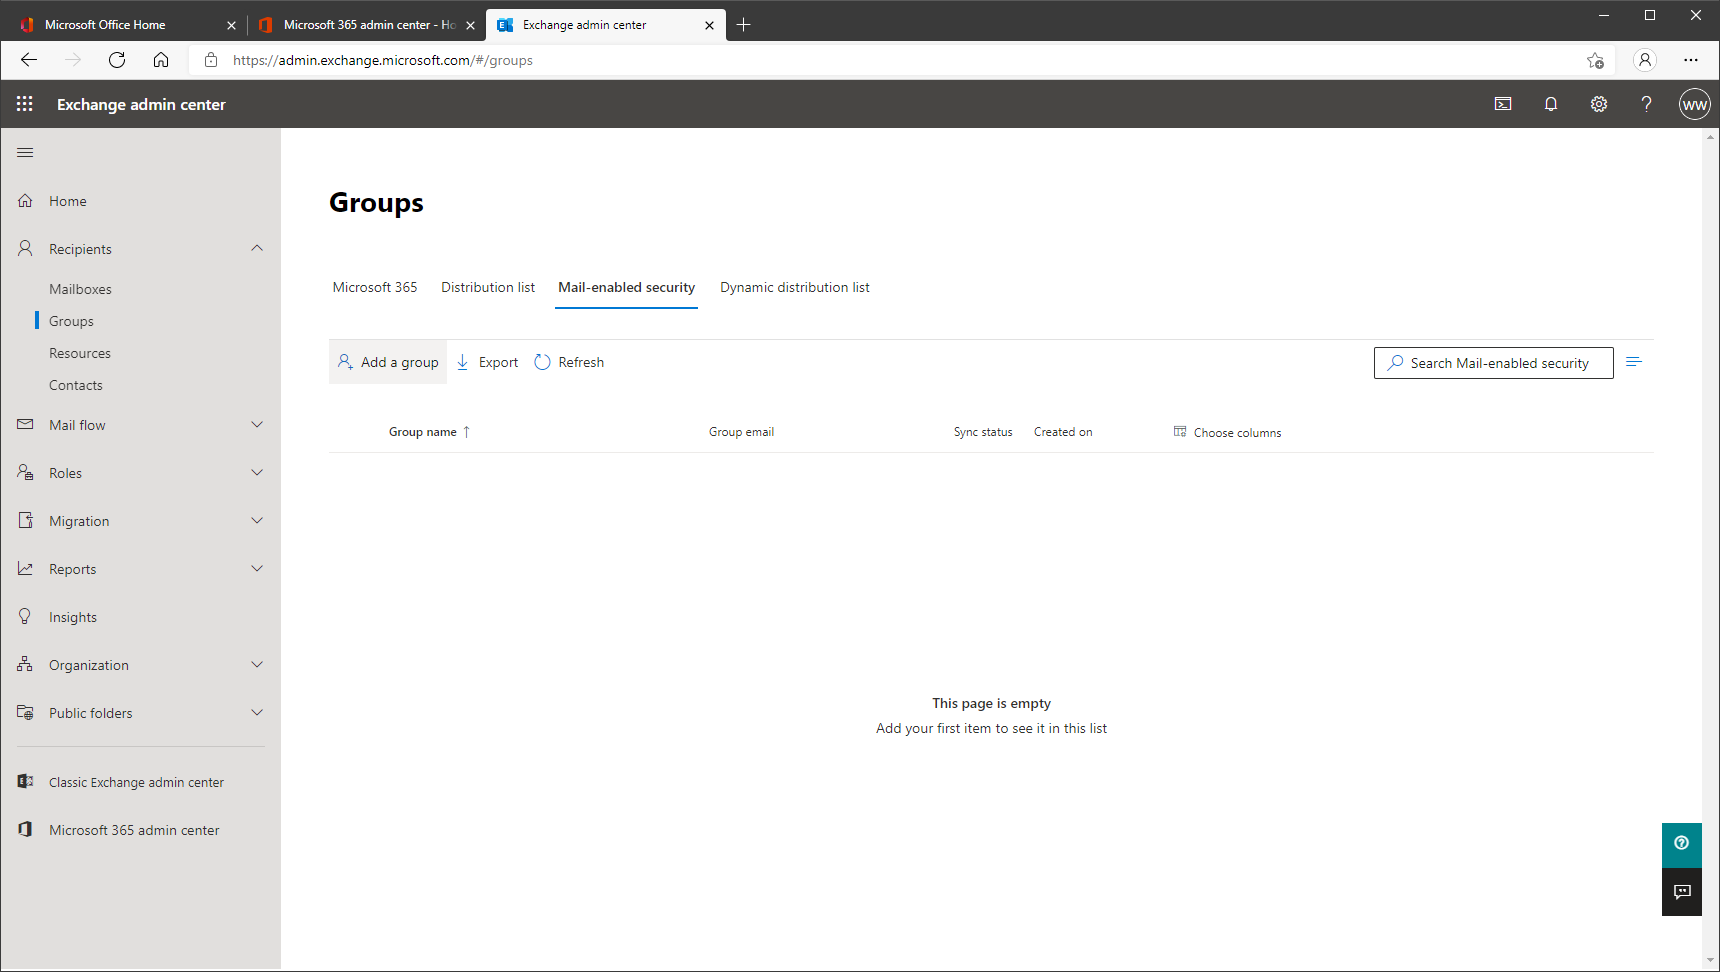 Microsoft Office Home
Microsoft 365 admin center - Ho
Exchange admin center
https://admin.exchange.microsoft.com/#/groups
Exchange admin center
WW
Home
Recipients
Mailboxes
Groups
Resources
Contacts
Mail flow
Roles
Migration
Reports
Insights
Organization
Public folders
Classic Exchange admin center
Microsoft 365 admin center
Groups
Microsoft 365 Distribution list Mail-enabled security Dynamic distribution list
Add a group Export Refresh Search Mail-enabled security
Group name ↑ Group email Sync status Created on Choose columns
This page is empty
Add your first item to see it in this list